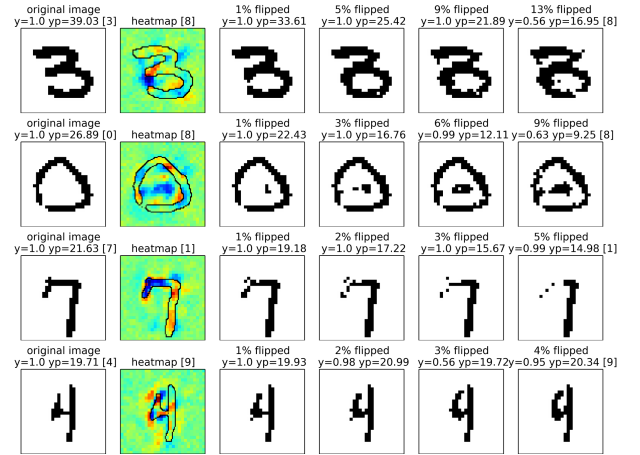 original image 1% flipped 5% flipped 9% flipped 13% flipped
y=1.0 yp=39.03 [3] heatmap [8] y=1.0 yp=33.61 y=1.0 yp=25.42 y=1.0 yp=21.89 y=0.56 yp=16.95 [8]
original image 1% flipped 3% flipped 6% flipped 9% flipped
y=1.0 yp=26.89 [0] heatmap [8] y=1.0 yp=22.43 y=1.0 yp=16.76 y=0.99 yp=12.11 y=0.63 yp=9.25 [8]
original image 1% flipped 2% flipped 3% flipped 5% flipped
y=1.0 yp=21.63 [7] heatmap [1] y=1.0 yp=19.18 y=1.0 yp=17.22 y=1.0 yp=15.67 y=0.99 yp=14.98 [1]
original image 1% flipped 2% flipped 3% flipped 4% flipped
y=1.0 yp=19.71 [4] heatmap [9] y=1.0 yp=19.93 y=0.98 yp=20.99 y=0.56 yp=19.72 y=0.95 yp=20.34 [9]